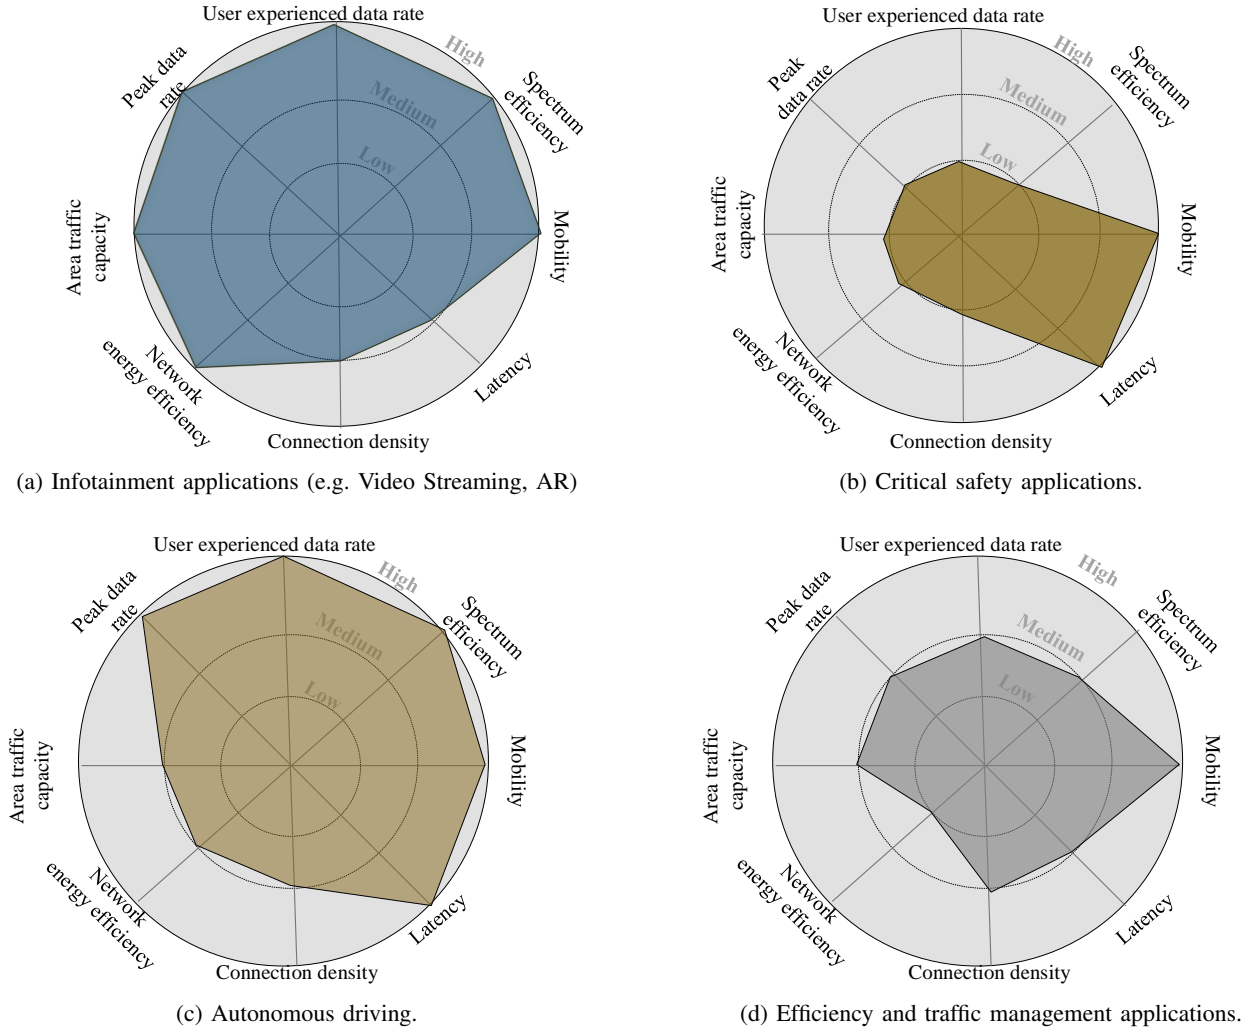 User experienced data rate
High
Medium
Low
Peak data
rate
Spectrum
efficiency
Area traffic
capacity
Mobility
Network
energy efficiency
Latency
Connection density
(a) Infotainment applications (e.g. Video Streaming, AR)
User experienced data rate
High
Medium
Low
Peak
data rate
Spectrum
efficiency
Area traffic
capacity
Mobility
Network
energy efficiency
Latency
Connection density
(b) Critical safety applications.
User experienced data rate
High
Medium
Low
Peak data
rate
Spectrum
efficiency
Area traffic
capacity
Mobility
Network
energy efficiency
Latency
Connection density
(c) Autonomous driving.
User experienced data rate
High
Medium
Low
Peak data
rate
Spectrum
efficiency
Area traffic
capacity
Mobility
Network
energy efficiency
Latency
Connection density
(d) Efficiency and traffic management applications.